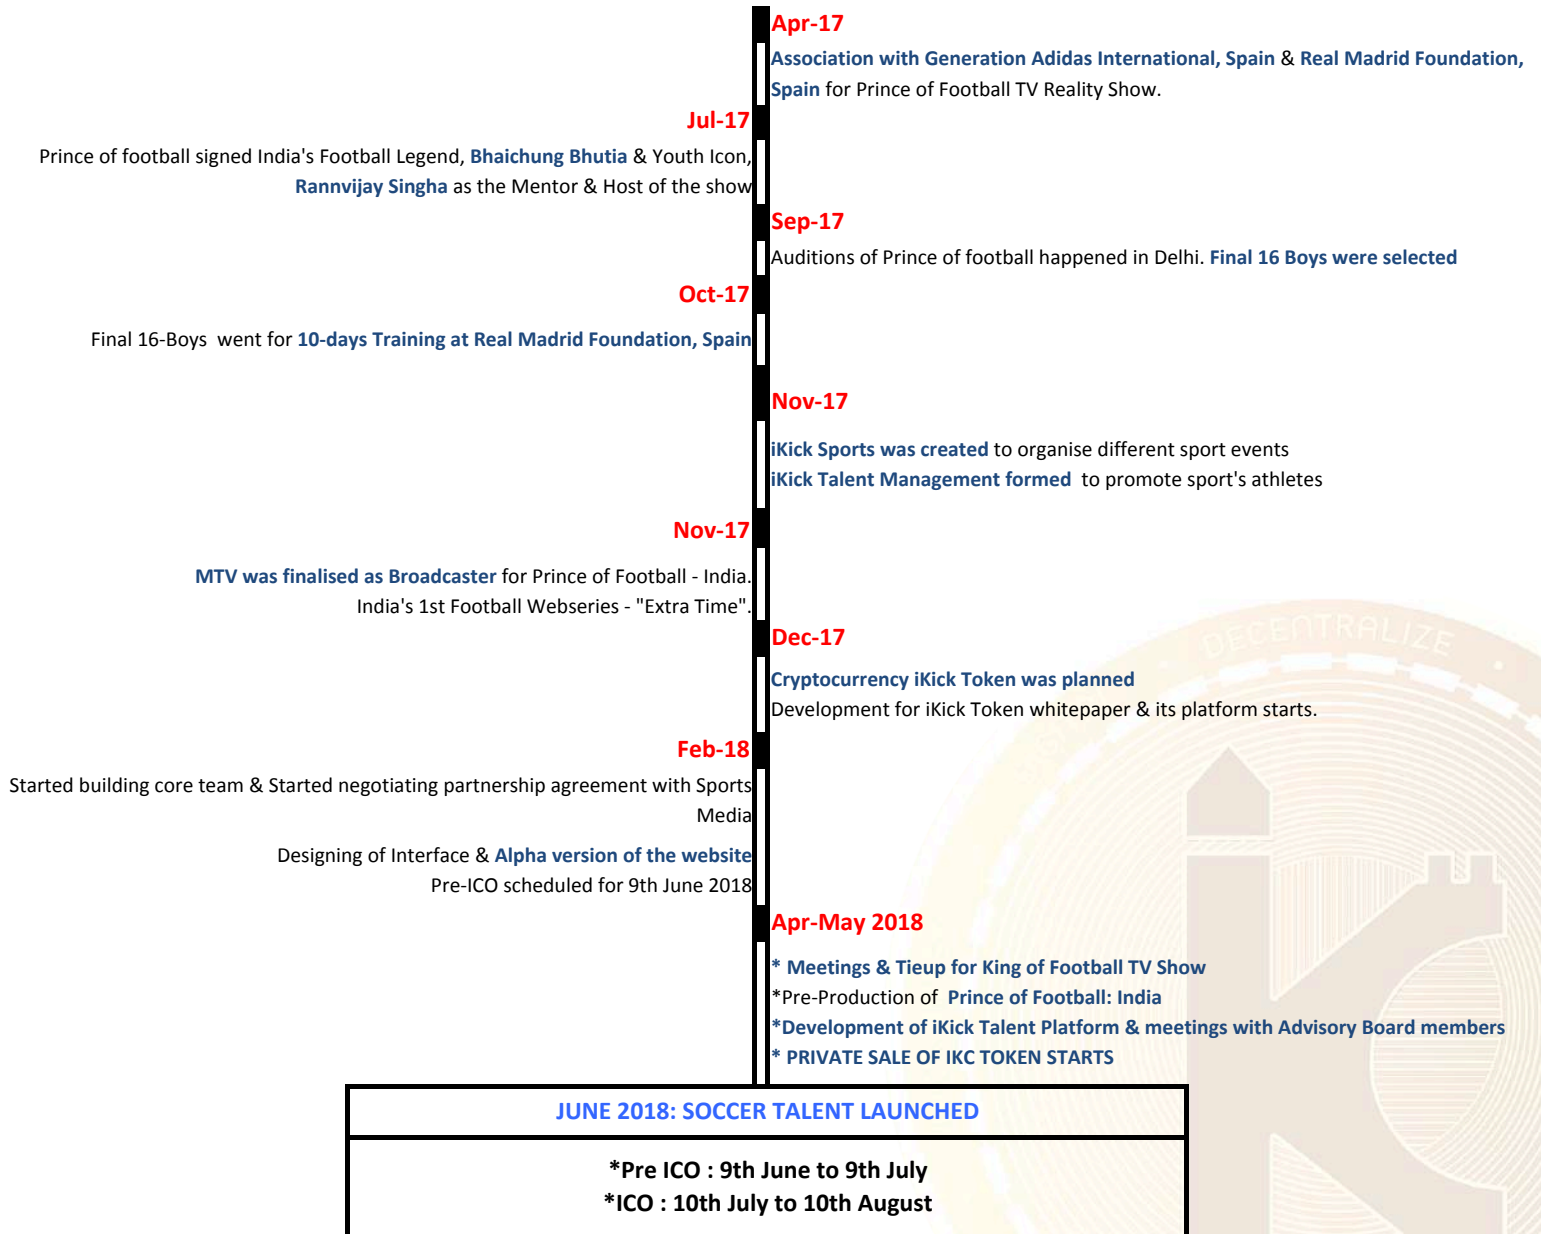 Apr-17
Association with Generation Adidas International, Spain & Real Madrid Foundation,
Spain for Prince of Football TV Reality Show.
Jul-17
Prince of football signed India's Football Legend, Bhaichung Bhutia & Youth Icon,
Rannvijay Singha as the Mentor & Host of the show
Sep-17
Auditions of Prince of football happened in Delhi. Final 16 Boys were selected
Oct-17
Final 16-Boys went for 10-days Training at Real Madrid Foundation, Spain
Nov-17
iKick Sports was created to organise different sport events
iKick Talent Management formed to promote sport's athletes
Nov-17
MTV was finalised as Broadcaster for Prince of Football - India.
India's 1st Football Webseries - "Extra Time".
DECENTRALIZE
Dec-17
Cryptocurrency iKick Token was planned
Development for iKick Token whitepaper & its platform starts.
Feb-18
Started building core team & Started negotiating partnership agreement with Sports
Media
Designing of Interface & Alpha version of the website
Pre-ICO scheduled for 9th June 2018
Apr-May 2018
* Meetings & Tieup for King of Football TV Show
*Pre-Production of Prince of Football: India
*Development of iKick Talent Platform & meetings with Advisory Board members
* PRIVATE SALE OF IKC TOKEN STARTS
JUNE 2018: SOCCER TALENT LAUNCHED
*Pre ICO : 9th June to 9th July
*ICO : 10th July to 10th August